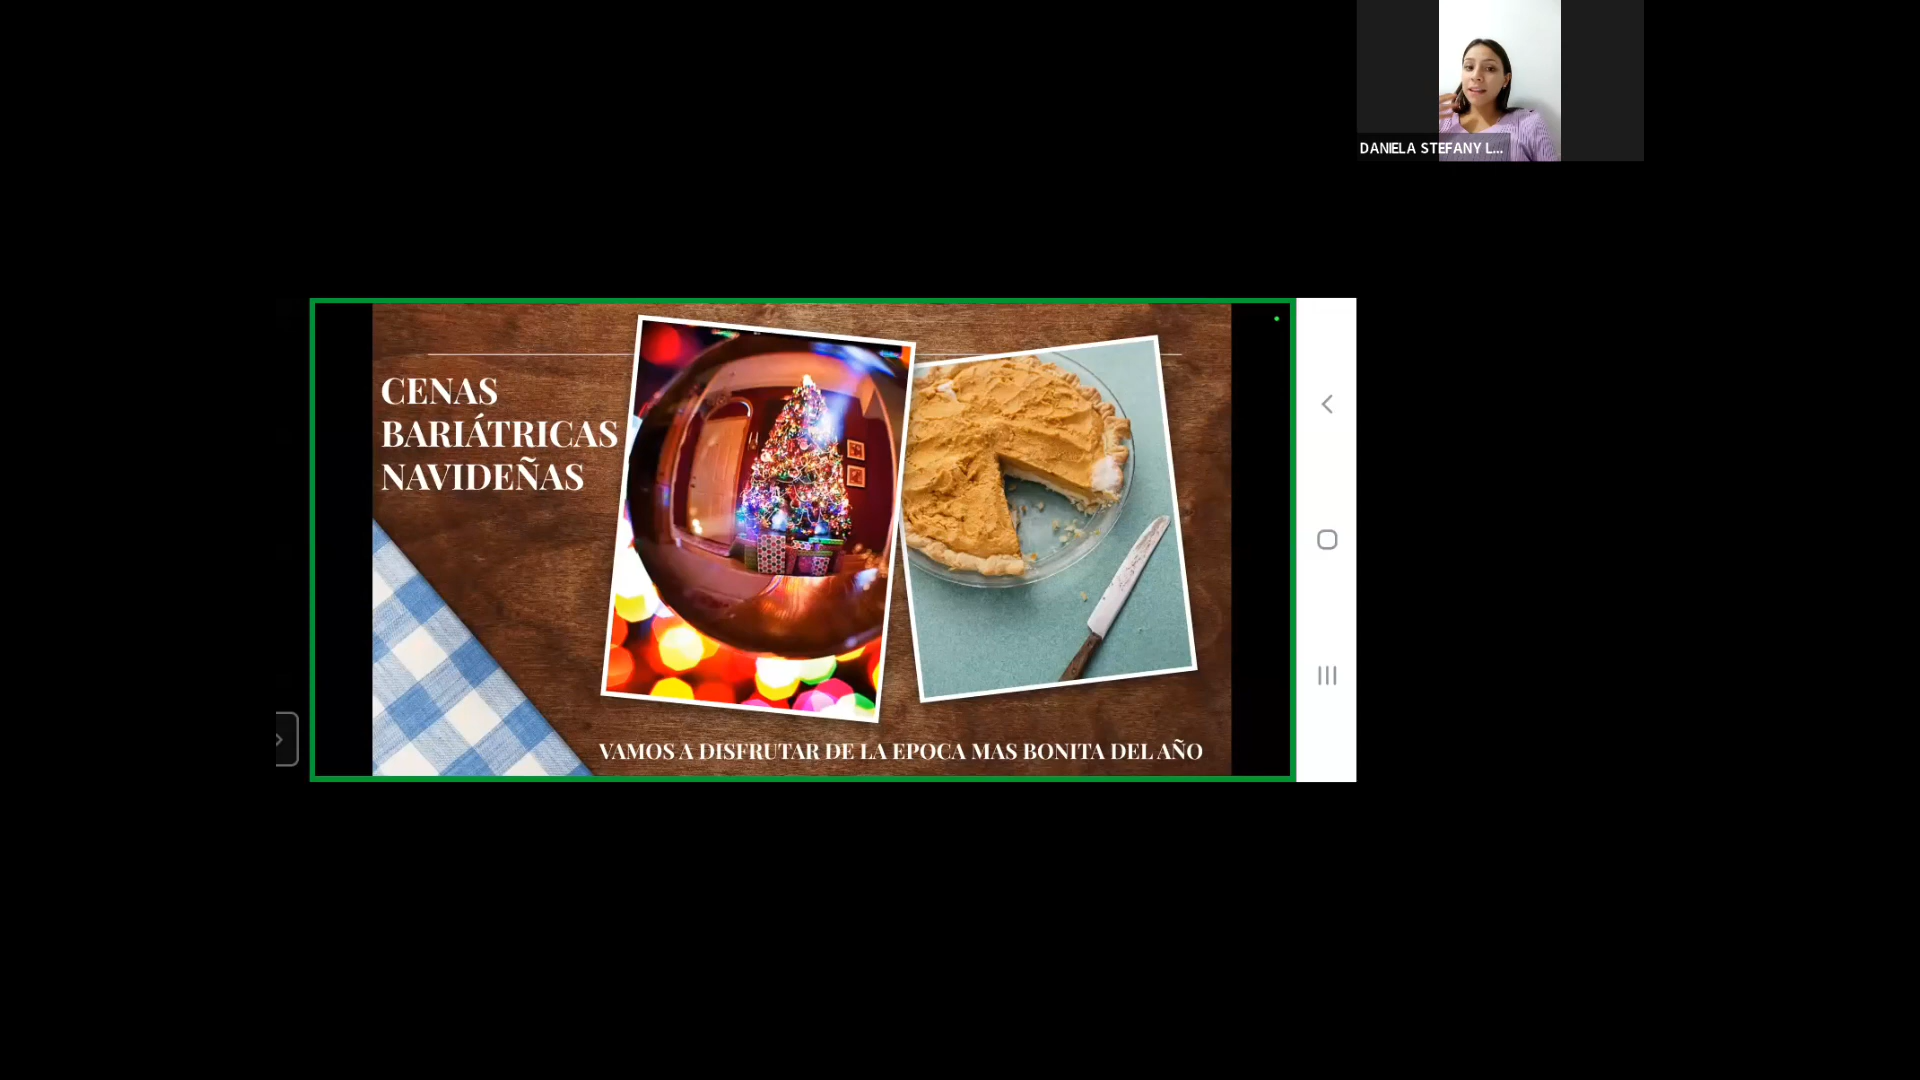 DANIELA STEFANY L...
CENAS
BARIÁTRICAS
NAVIDEÑAS
VAMOS A DISFRUTAR DE LA EPOCA MAS BONITA DEL AÑO